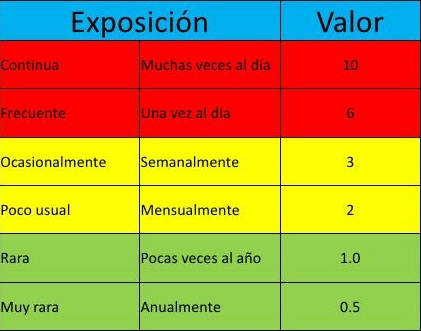 Exposición Valor
Continua Muchas veces al día 10
Frecuente Una vez al día 6
Ocasionalmente Semanalmente 3
Poco usual Mensualmente 2
Rara Pocas veces al año 1.0
Muy rara Anualmente 0.5